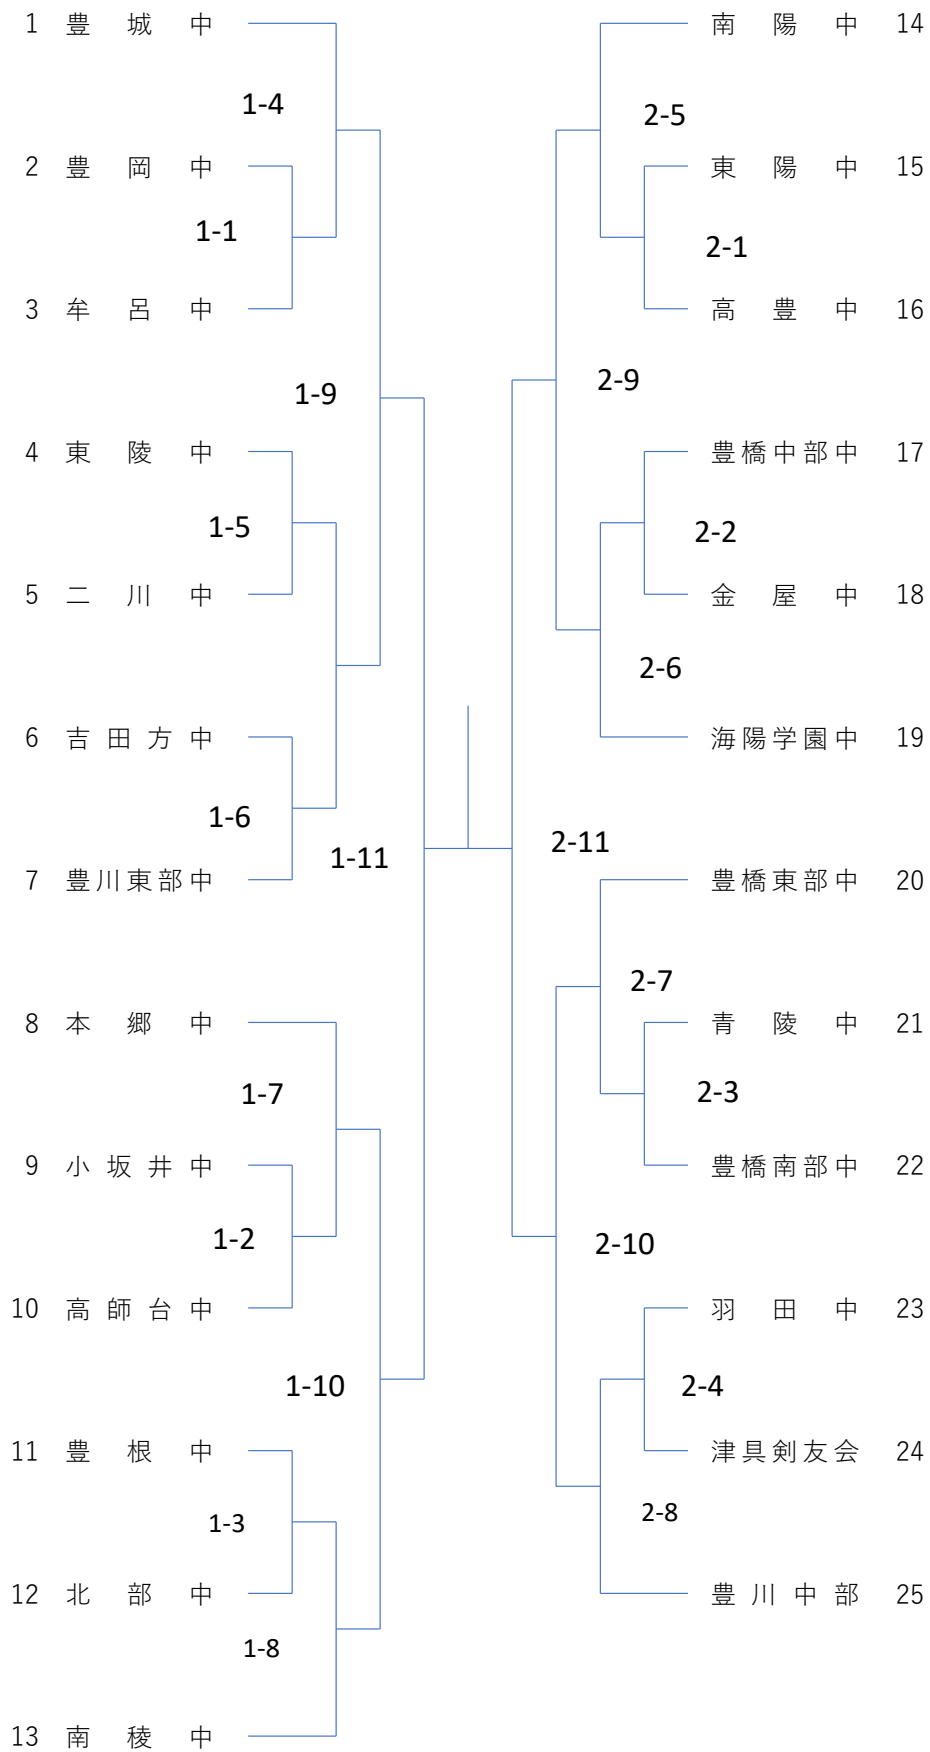 1 豊城中
南陽中 14
1-4
2-5
2 豊岡中
東陽中 15
1-1
2-1
3 牟呂中
高豊中 16
1-9
2-9
4 東陵中
豊橋中部中 17
1-5
2-2
5 二川中
金屋中 18
2-6
6 吉田方中
海陽学園中 19
1-6
1-11
2-11
7 豊川東部中
豊橋東部中 20
2-7
8 本郷中
青陵中 21
1-7
2-3
9 小坂井中
豊橋南部中 22
1-2
2-10
10 高師台中
羽田中 23
1-10
2-4
11 豊根中
津具剣友会 24
1-3
2-8
12 北部中
豊川中部 25
1-8
13 南稜中